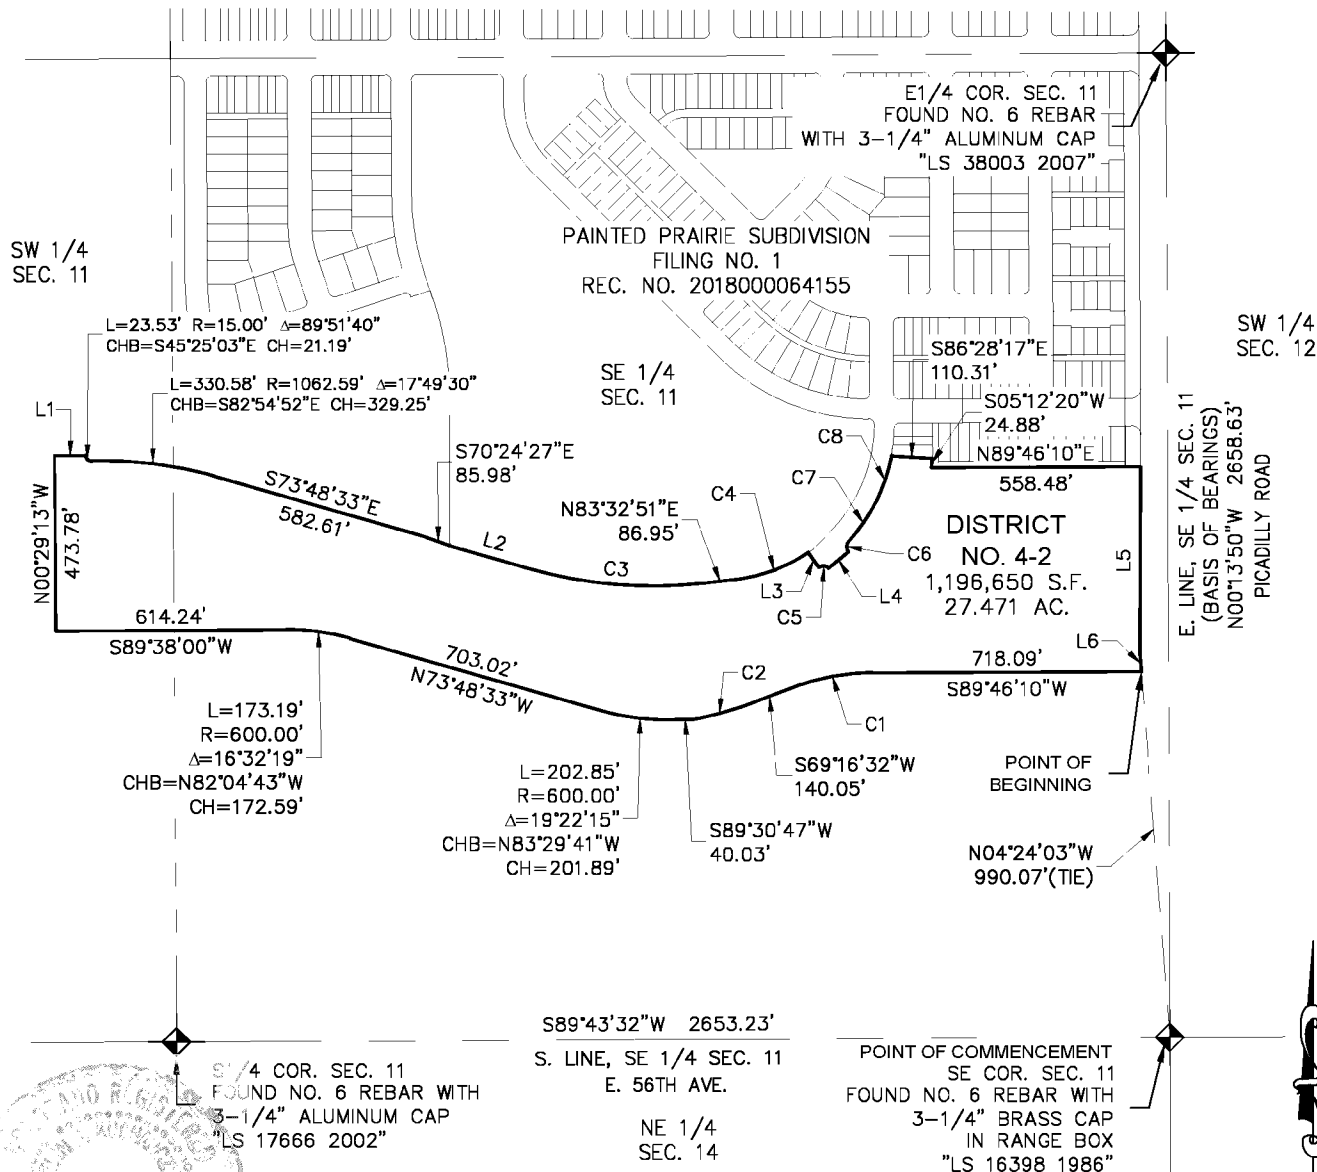 E1/4 COR. SEC. 11
FOUND NO. 6 REBAR
WITH 3-1/4" ALUMINUM CAP
"LS 38003 2007"
PAINTED PRAIRIE SUBDIVISION
FILING NO. 1
REC. NO. 2018000064155
SW 1/4
SEC. 11
SW 1/4
SEC. 12
L=23.53' R=15.00' Δ=89°51'40"
CHB=S45°25'03"E CH=21.19'
L=330.58' R=1062.59' Δ=17°49'30"
CHB=S82°54'52"E CH=329.25'
SE 1/4
SEC. 11
S86°28'17"E
110.31'
S05°12'20"W
24.88'
N89°46'10"E
558.48'
E. LINE, SE 1/4 SEC. 11
(BASIS OF BEARINGS)
N00°13'50"W 2658.63'
PICADILLY ROAD
L1
S70°24'27"E
85.98'
C8
C7
C4
N83°32'51"E
86.95'
S73°48'33"E
582.61'
L2
C3
N00°29'13"W
473.78'
DISTRICT
NO. 4-2
1,196,650 S.F.
27.471 AC.
L5
C6
L3
L4
C5
L6
614.24'
S89°38'00"W
703.02'
N73°48'33"W
C2
C1
718.09'
S89°46'10"W
L=173.19'
R=600.00'
Δ=16°32'19"
CHB=N82°04'43"W
CH=172.59'
L=202.85'
R=600.00'
Δ=19°22'15"
CHB=N83°29'41"W
CH=201.89'
S69°16'32"W
140.05'
S89°30'47"W
40.03'
POINT OF
BEGINNING
N04°24'03"W
990.07'(TIE)
S89°43'32"W 2653.23'
S. LINE, SE 1/4 SEC. 11
E. 56TH AVE.
NE 1/4
SEC. 14
S1/4 COR. SEC. 11
FOUND NO. 6 REBAR WITH
3-1/4" ALUMINUM CAP
"LS 17666 2002"
POINT OF COMMENCEMENT
SE COR. SEC. 11
FOUND NO. 6 REBAR WITH
3-1/4" BRASS CAP
IN RANGE BOX
"LS 16398 1986"